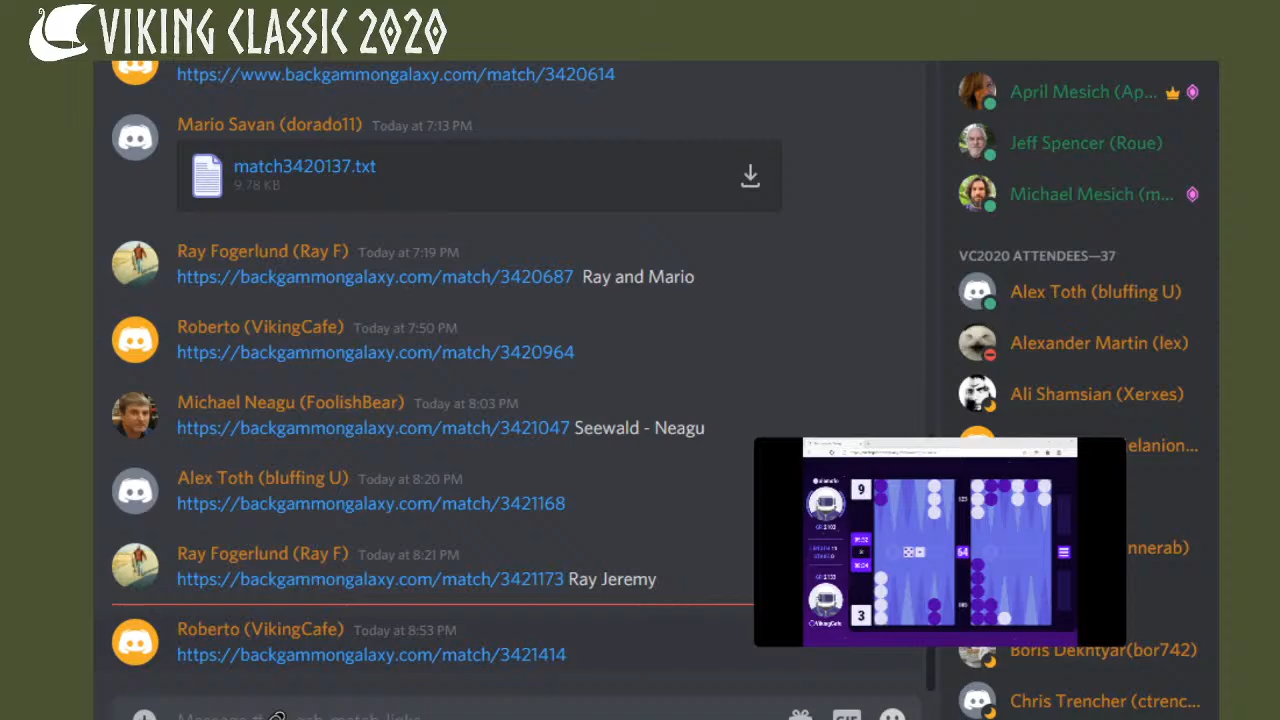 VIKING CLASSIC 2020
https://www.backgammongalaxy.com/match/3420614
Mario Savan (dorado11) Today at 7:13 PM
match3420137.txt
9.78 KB
Ray Fogerlund (Ray F) Today at 7:19 PM
https://backgammongalaxy.com/match/3420687 Ray and Mario
Roberto (VikingCafe) Today at 7:50 PM
https://backgammongalaxy.com/match/3420964
Michael Neagu (FoolishBear) Today at 8:03 PM
https://backgammongalaxy.com/match/3421047 Seewald - Neagu
Alex Toth (bluffing U) Today at 8:20 PM
https://backgammongalaxy.com/match/3421168
Ray Fogerlund (Ray F) Today at 8:21 PM
https://backgammongalaxy.com/match/3421173 Ray Jeremy
Roberto (VikingCafe) Today at 8:53 PM
https://backgammongalaxy.com/match/3421414
April Mesich (Ap...
Jeff Spencer (Roue)
Michael Mesich (m...
VC2020 ATTENDEES—37
Alex Toth (bluffing U)
Alexander Martin (lex)
Ali Shamsian (Xerxes)
elanion...
nnerab)
Boris Dekhtyar(bor742)
Chris Trencher (ctrenc...
9
64
3
VikingCafe